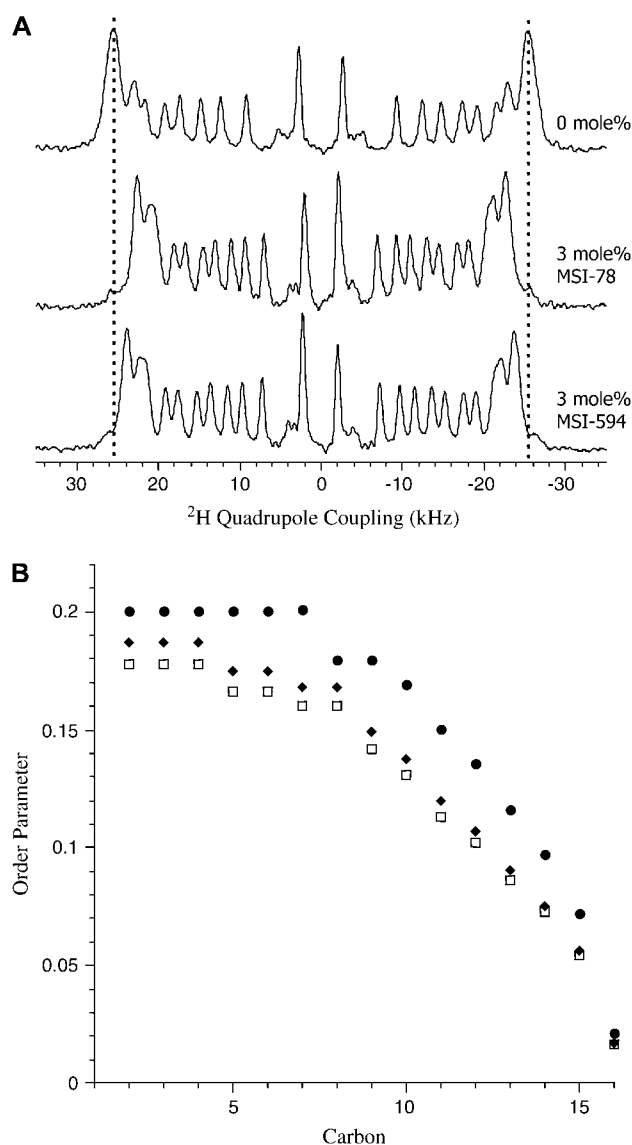 A
0 mole%
3 mole%
MSI-78
3 mole%
MSI-594
30 20 10 0 -10 -20 -30
²H Quadrupole Coupling (kHz)
B
0.2
0.15
0.1
0.05
0
Order Parameter
5 10 15
Carbon